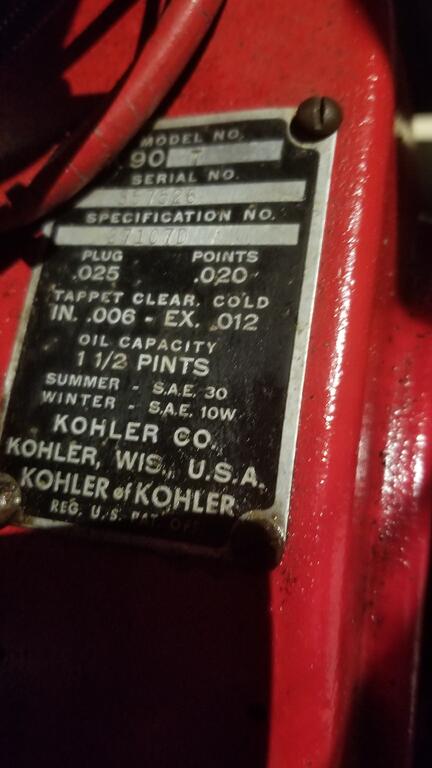 MODEL NO.
90 T
SERIAL NO.
SPECIFICATION NO.
27107D
PLUG POINTS
.025 .020
TAPPET CLEAR. COLD
IN. .006 - EX. .012
OIL CAPACITY
1 1/2 PINTS
SUMMER - S.A.E. 30
WINTER - S.A.E. 10W
KOHLER CO.
KOHLER, WIS., U.S.A.
KOHLER of KOHLER
REG. U.S. PAT. OFF.